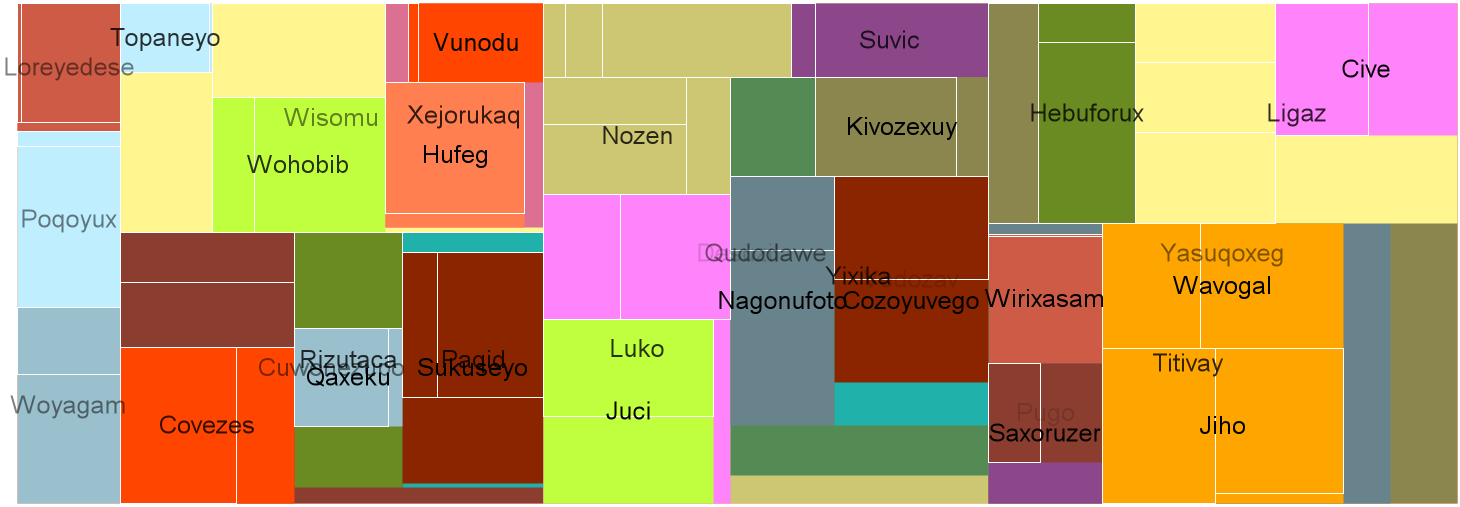 Topaneyo
Loreyedese
Vunodu
Suvic
Cive
Wisomu
Xejorukaq
Hebuforux
Ligaz
Kivozexuy
Nozen
Hufeg
Wohobib
Poqoyux
Qudodawe
Yasuqoxeg
Yixika
Wavogal
Nagonufoto
Cozoyuvego
Wirixasam
Luko
Rizutaca
Pagid
Titivay
Sukuseyo
Qaxeku
Woyagam
Juci
Pugo
Covezes
Jiho
Saxoruzer